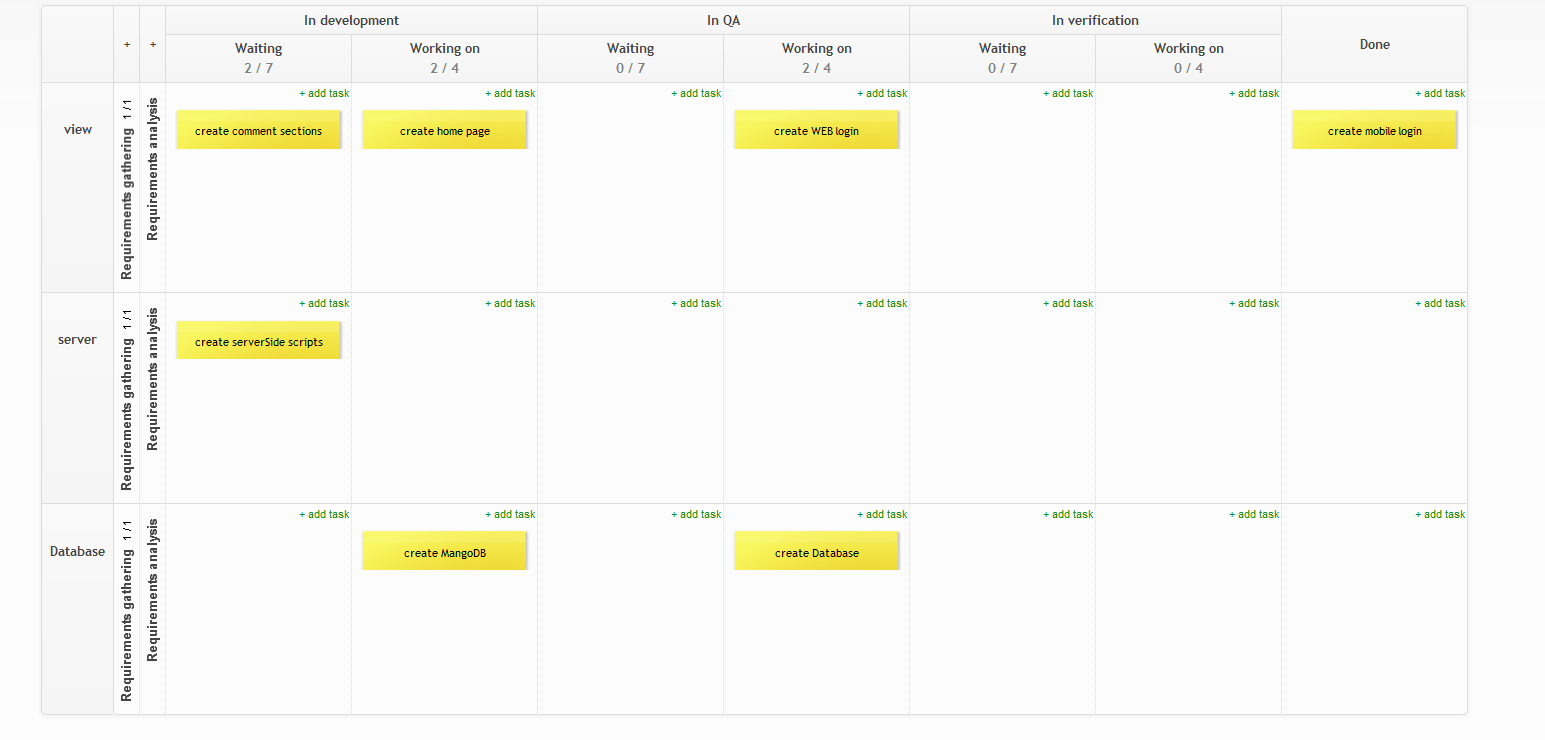 In development
In QA
In verification
+
+
Waiting
Working on
Waiting
Working on
Waiting
Working on
Done
2 / 7
2 / 4
0 / 7
2 / 4
0 / 7
0 / 4
view
Requirements gathering 1 / 1
Requirements analysis
+ add task
+ add task
+ add task
+ add task
+ add task
+ add task
+ add task
create comment sections
create home page
create WEB login
create mobile login
server
Requirements gathering 1 / 1
Requirements analysis
+ add task
+ add task
+ add task
+ add task
+ add task
+ add task
+ add task
create serverSide scripts
Database
Requirements gathering 1 / 1
Requirements analysis
+ add task
+ add task
+ add task
+ add task
+ add task
+ add task
+ add task
create MangoDB
create Database